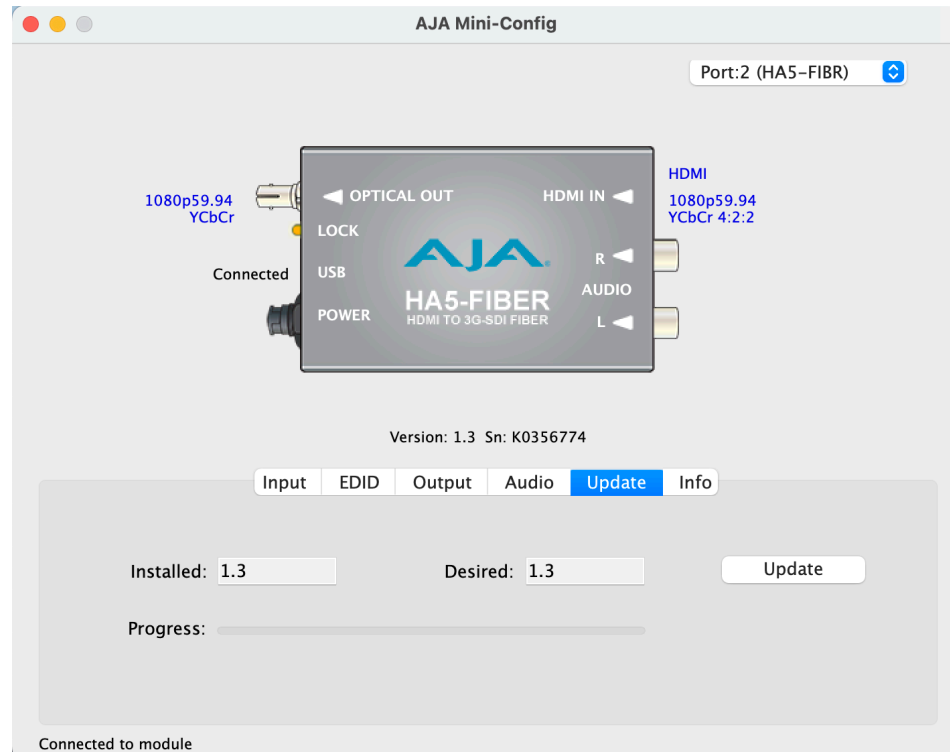 AJA Mini-Config
Port:2 (HA5-FIBR)
HDMI
1080p59.94
YCbCr
OPTICAL OUT
HDMI IN
1080p59.94
YCbCr 4:2:2
LOCK
AJA
R
Connected
USB
AUDIO
HA5-FIBER
POWER
HDMI TO 3G-SDI FIBER
L
Version: 1.3 Sn: K0356774
Input EDID Output Audio Update Info
Installed: 1.3 Desired: 1.3 Update
Progress:
Connected to module